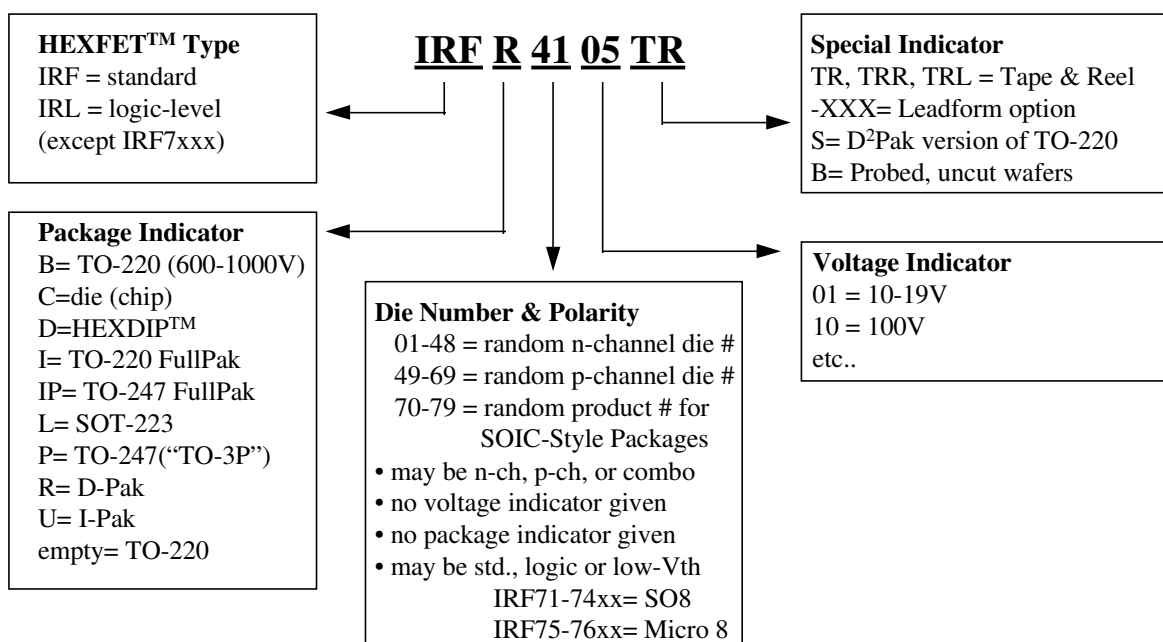 IRF R 41 05 TR
HEXFET™ Type
IRF = standard
IRL = logic-level
(except IRF7xxx)
Special Indicator
TR, TRR, TRL = Tape & Reel
-XXX= Leadform option
S= D²Pak version of TO-220
B= Probed, uncut wafers
Package Indicator
B= TO-220 (600-1000V)
C=die (chip)
D=HEXDIP™
I= TO-220 FullPak
IP= TO-247 FullPak
L= SOT-223
P= TO-247(“TO-3P”)
R= D-Pak
U= I-Pak
empty= TO-220
Die Number & Polarity
01-48 = random n-channel die #
49-69 = random p-channel die #
70-79 = random product # for
SOIC-Style Packages
• may be n-ch, p-ch, or combo
• no voltage indicator given
• no package indicator given
• may be std., logic or low-Vth
IRF71-74xx= SO8
IRF75-76xx= Micro 8
Voltage Indicator
01 = 10-19V
10 = 100V
etc..